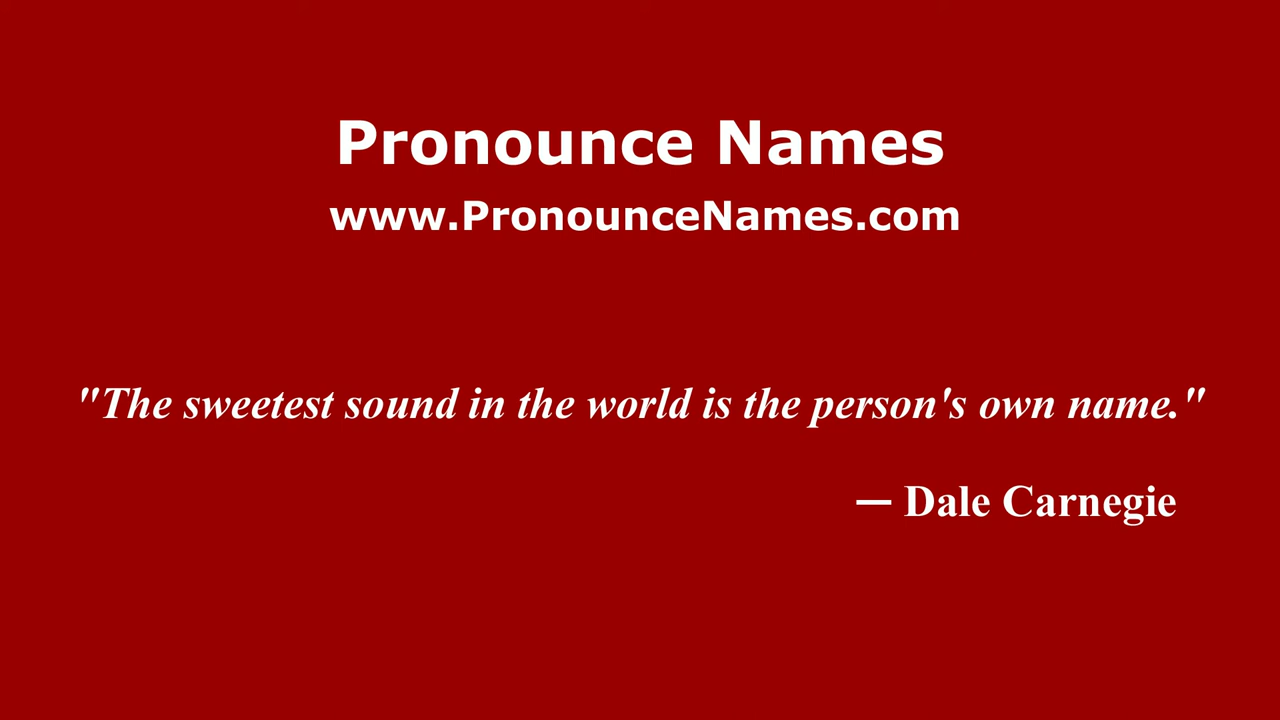 Pronounce Names
www.PronounceNames.com
"The sweetest sound in the world is the person's own name."
— Dale Carnegie